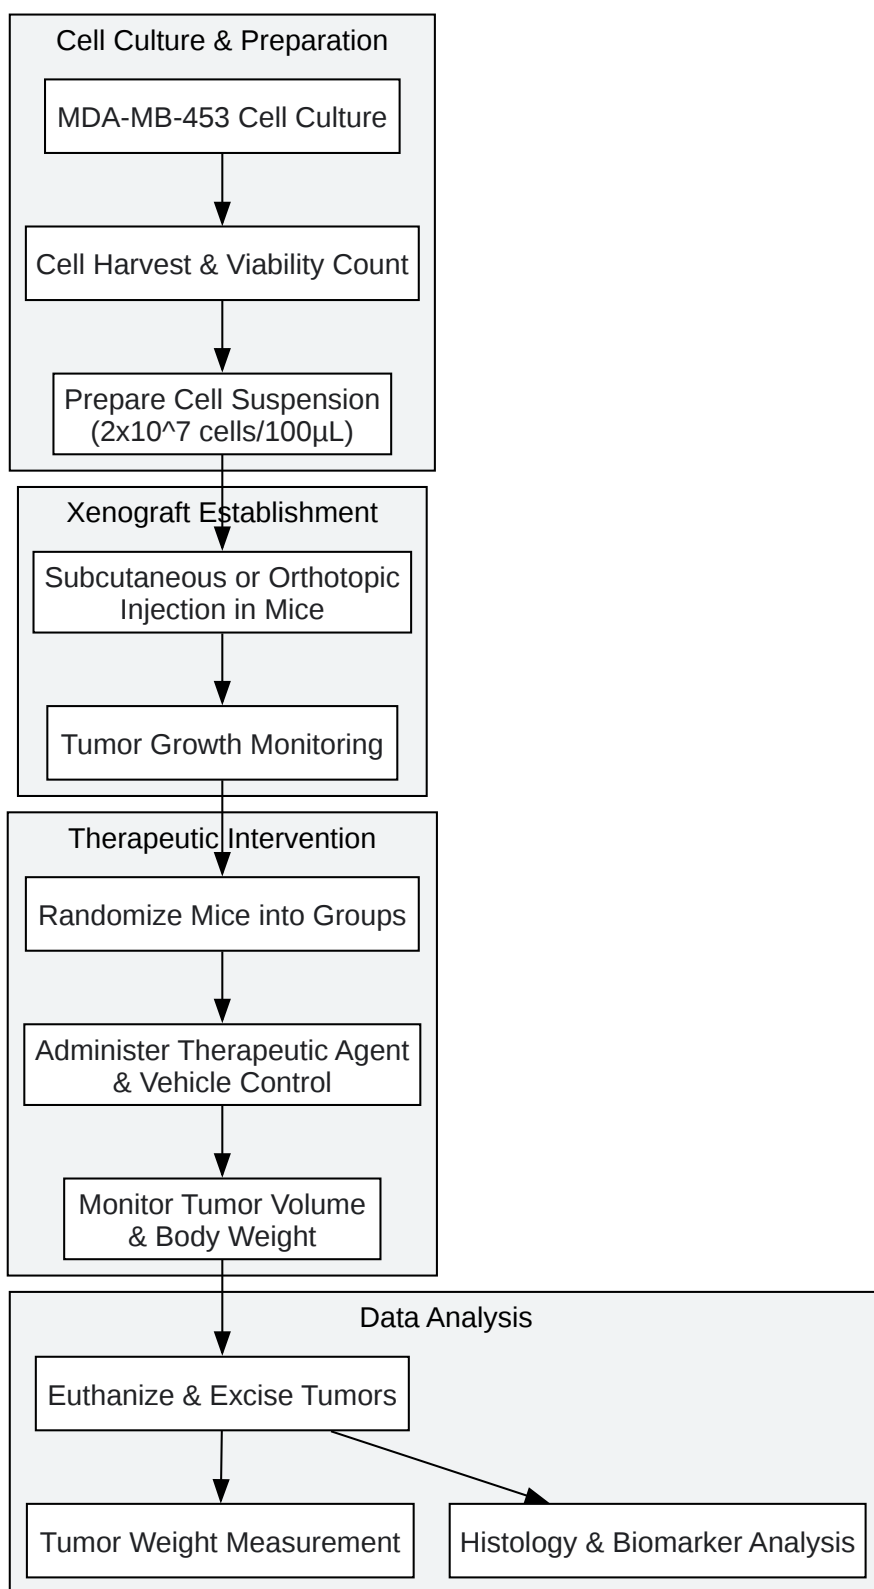 Cell Culture & Preparation
MDA-MB-453 Cell Culture
Cell Harvest & Viability Count
Prepare Cell Suspension
(2x10^7 cells/100µL)
Xenograft Establishment
Subcutaneous or Orthotopic
Injection in Mice
Tumor Growth Monitoring
Therapeutic Intervention
Randomize Mice into Groups
Administer Therapeutic Agent
& Vehicle Control
Monitor Tumor Volume
& Body Weight
Data Analysis
Euthanize & Excise Tumors
Tumor Weight Measurement
Histology & Biomarker Analysis